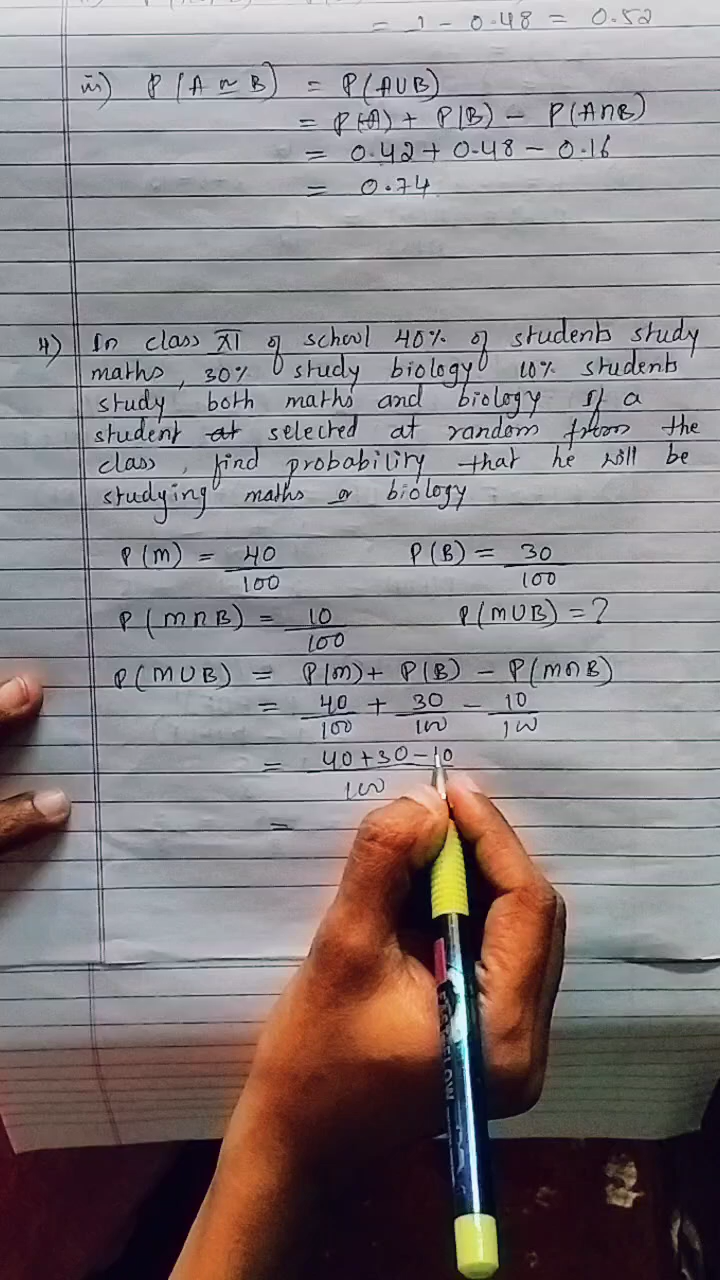 = 1 - 0.48 = 0.52
iii) P(A or B) = P(A∪B)
= P(A) + P(B) - P(A∩B)
= 0.42 + 0.48 - 0.16
= 0.74
4) In class XI of school 40% of students study
maths, 30% study biology 10% students
study both maths and biology If a
student at selected at random from the
class, find probability that he will be
studying maths or biology
P(m) = 40/100 P(B) = 30/100
P(m∩B) = 10/100 P(m∪B) = ?
P(m∪B) = P(m) + P(B) - P(m∩B)
= 40/100 + 30/100 - 10/100
= 40+30-10/100
=